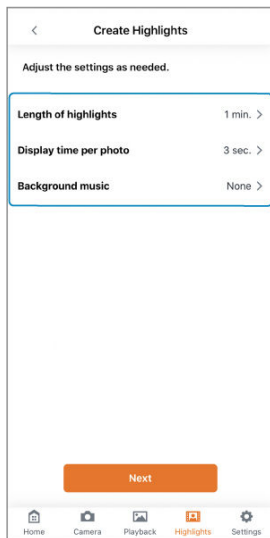 Create Highlights
Adjust the settings as needed.
Length of highlights 1 min.
Display time per photo 3 sec.
Background music None
Next
Home Camera Playback Highlights Settings